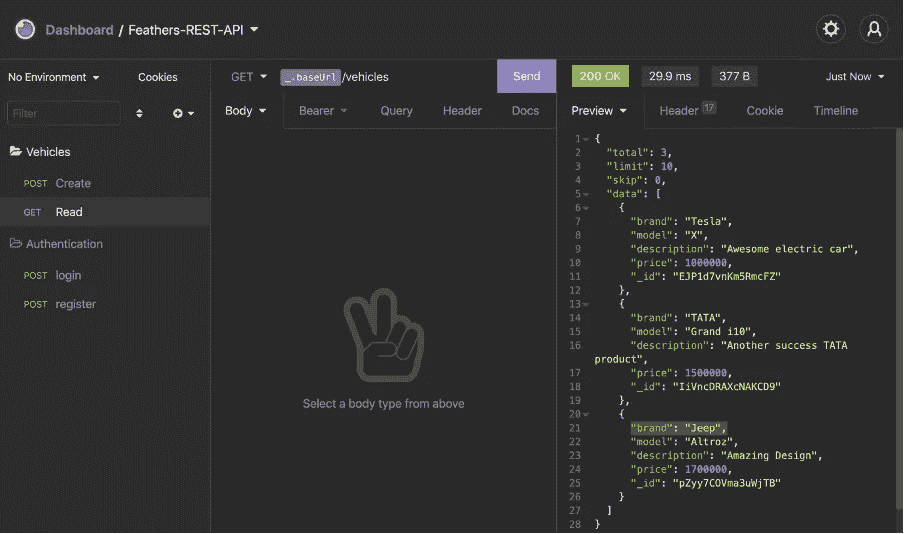 Dashboard / Feathers-REST-API
No Environment
Cookies
Filter
Vehicles
POST Create
GET Read
Authentication
POST login
POST register
GET _.baseUrl/vehicles Send
Body Bearer Query Header Docs
Select a body type from above
200 OK 29.9 ms 377 B Just Now
Preview Header 17 Cookie Timeline
1 {
2 "total": 3,
3 "limit": 10,
4 "skip": 0,
5 "data": [
6 {
7 "brand": "Tesla",
8 "model": "X",
9 "description": "Awesome electric car",
10 "price": 1000000,
11 "_id": "EJP1d7vnKm5RmcFZ"
12 },
13 {
14 "brand": "TATA",
15 "model": "Grand i10",
16 "description": "Another success TATA
product",
17 "price": 1500000,
18 "_id": "IiVncDRAXcNAKCD9"
19 },
20 {
21 "brand": "Jeep",
22 "model": "Altroz",
23 "description": "Amazing Design",
24 "price": 1700000,
25 "_id": "pZyy7COVma3uWjTB"
26 }
27 ]
28 }